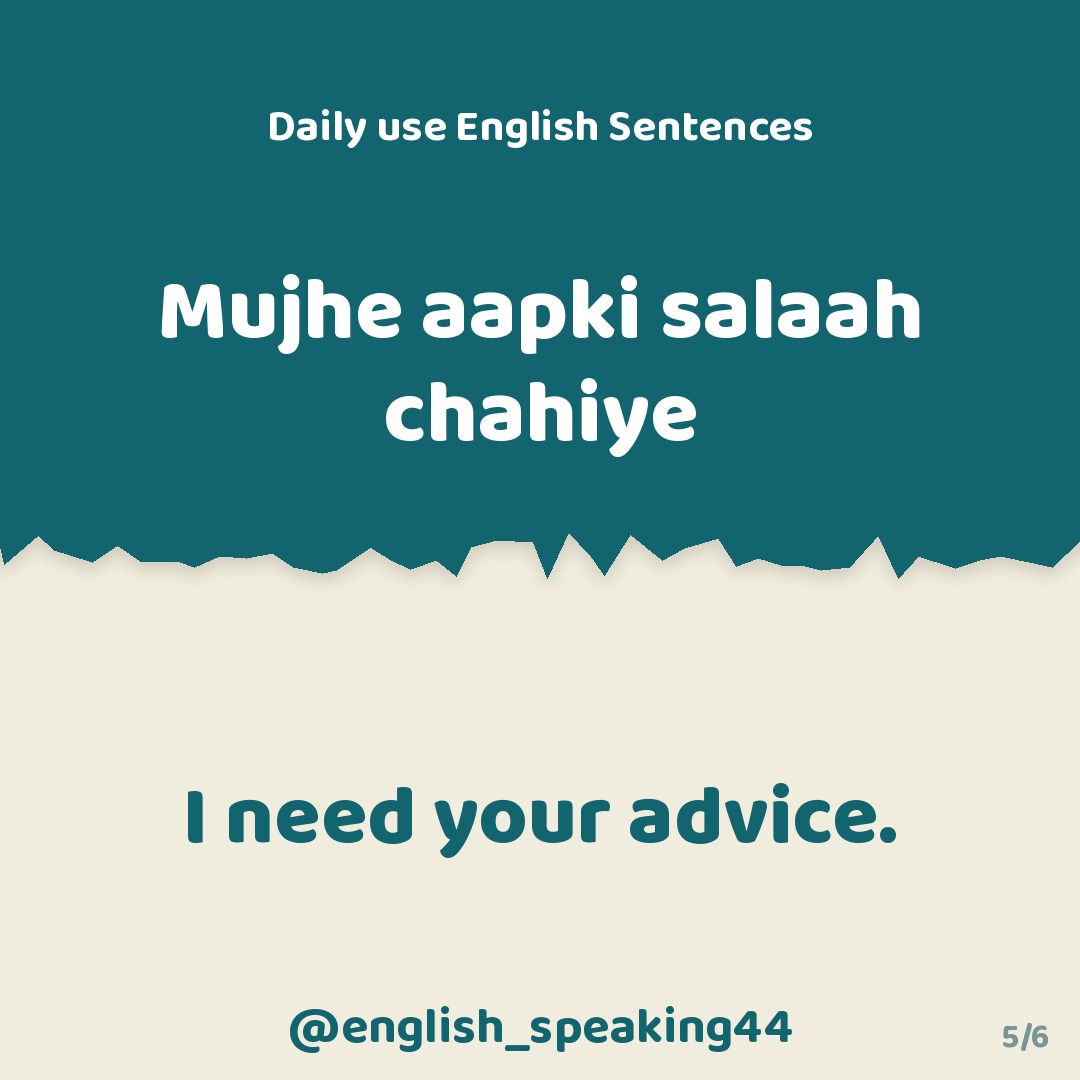 Daily use English Sentences
Mujhe aapki salaah
chahiye
I need your advice.
@english_speaking44
5/6